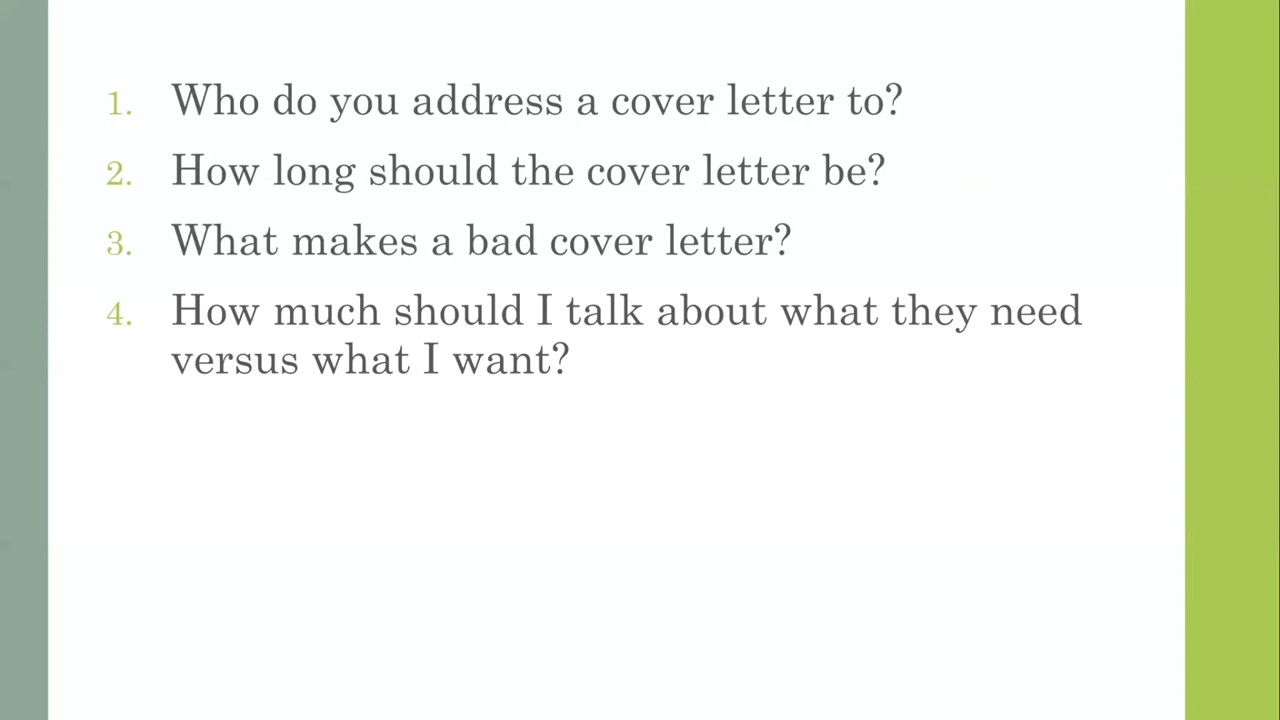 1. Who do you address a cover letter to?
2. How long should the cover letter be?
3. What makes a bad cover letter?
4. How much should I talk about what they need
versus what I want?